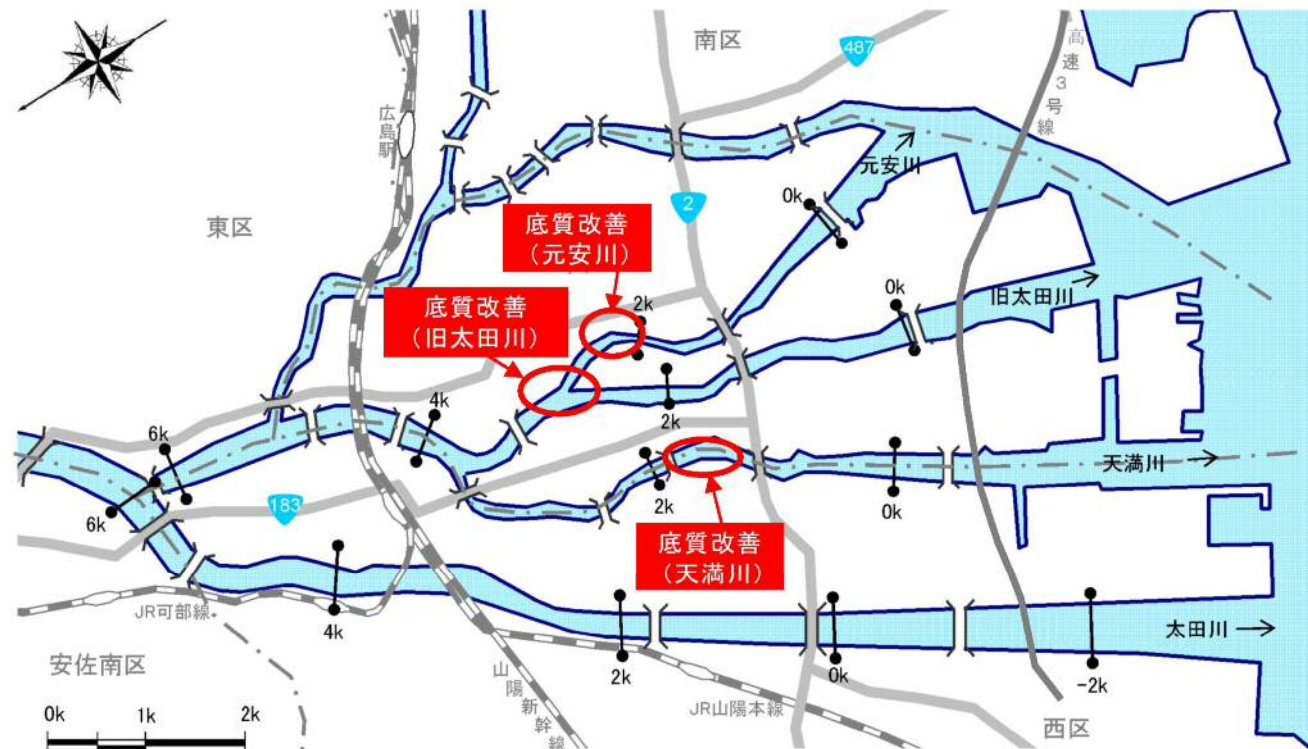 南区
487
高速3号線
広島駅
元安川
0k
東区
2
底質改善
（元安川）
2k
底質改善
（旧太田川）
0k
旧太田川
4k
2k
6k
天満川
6k
183
2k
0k
底質改善
（天満川）
JR可部線
4k
太田川
安佐南区
2k
0k
-2k
山陽新幹線
JR山陽本線
西区
0k 1k 2k